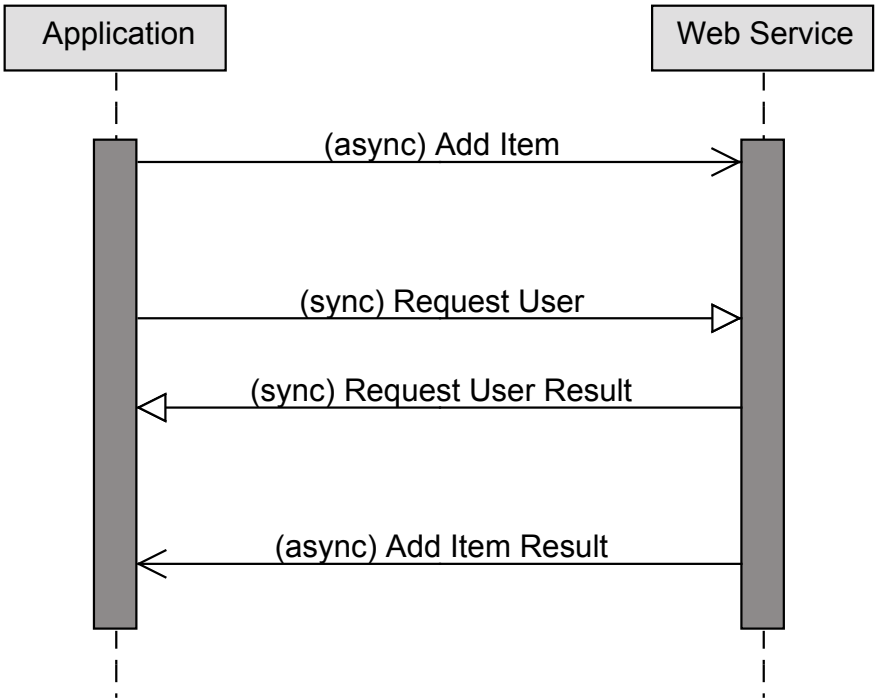 Application
Web Service
(async) Add Item
(sync) Request User
(sync) Request User Result
(async) Add Item Result